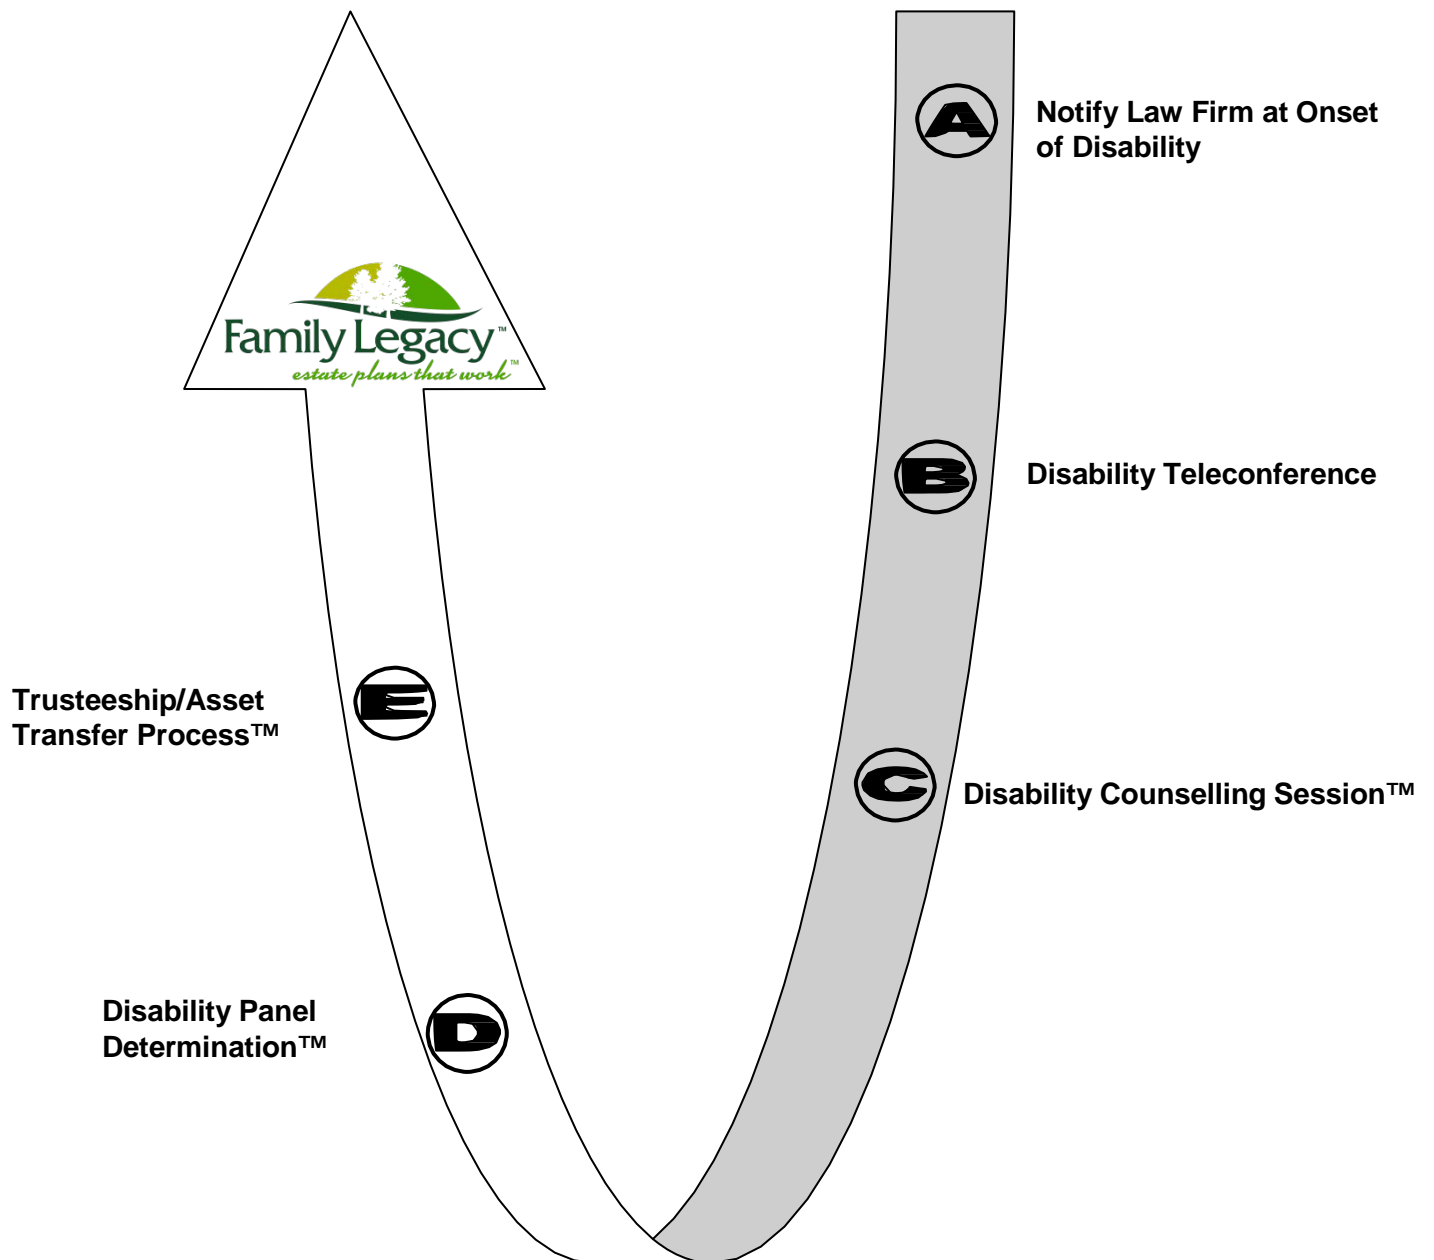 A
Notify Law Firm at Onset
of Disability
Family Legacy™
estate plans that work™
B
Disability Teleconference
E
Trusteeship/Asset
Transfer Process™
C
Disability Counselling Session™
D
Disability Panel
Determination™